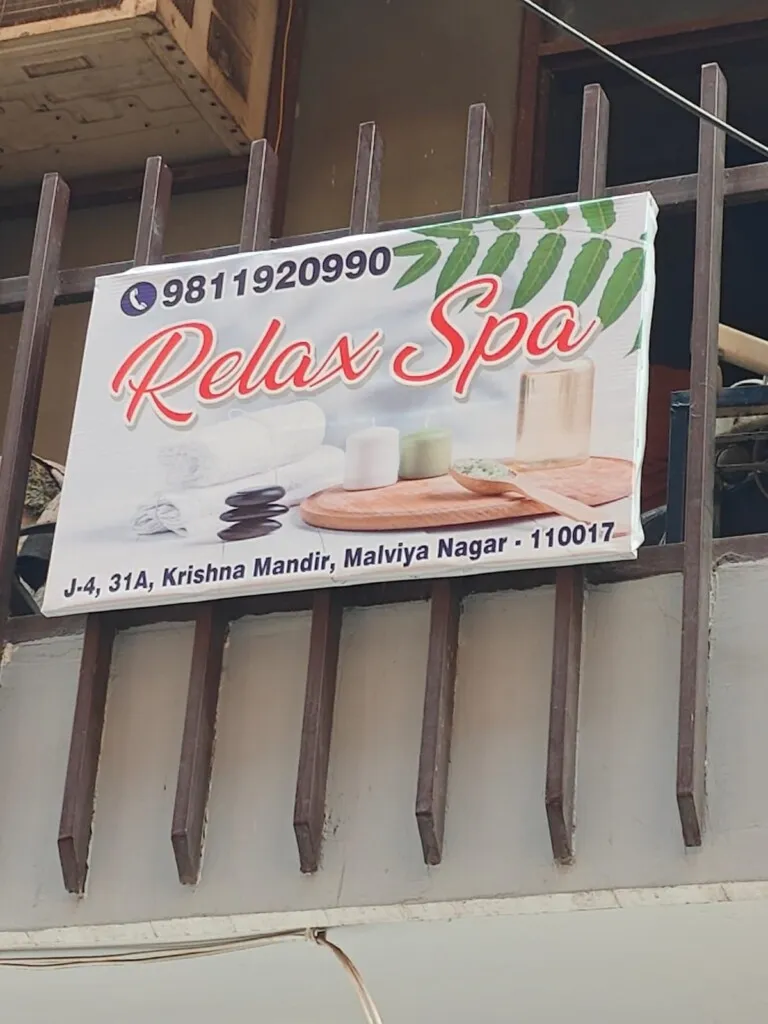 9811920990
Relax Spa
J-4, 31A, Krishna Mandir, Malviya Nagar - 110017